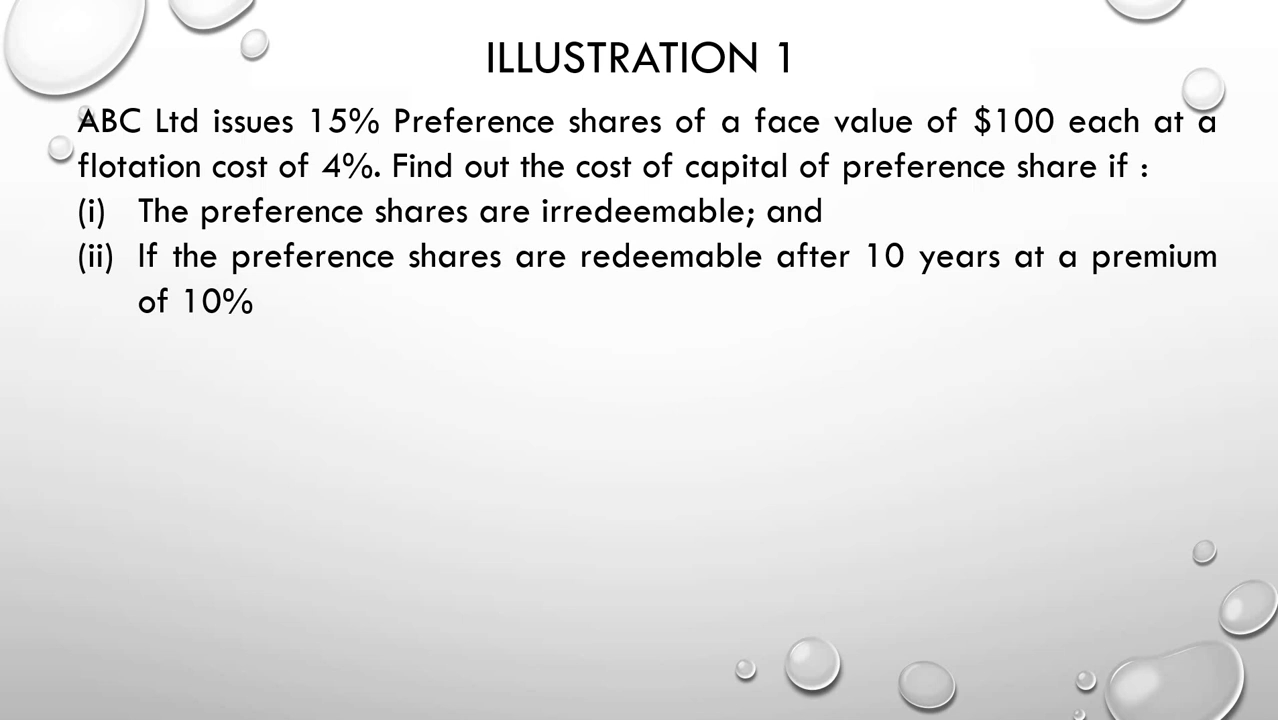 ILLUSTRATION 1
ABC Ltd issues 15% Preference shares of a face value of $100 each at a
flotation cost of 4%. Find out the cost of capital of preference share if :
(i) The preference shares are irredeemable; and
(ii) If the preference shares are redeemable after 10 years at a premium
of 10%